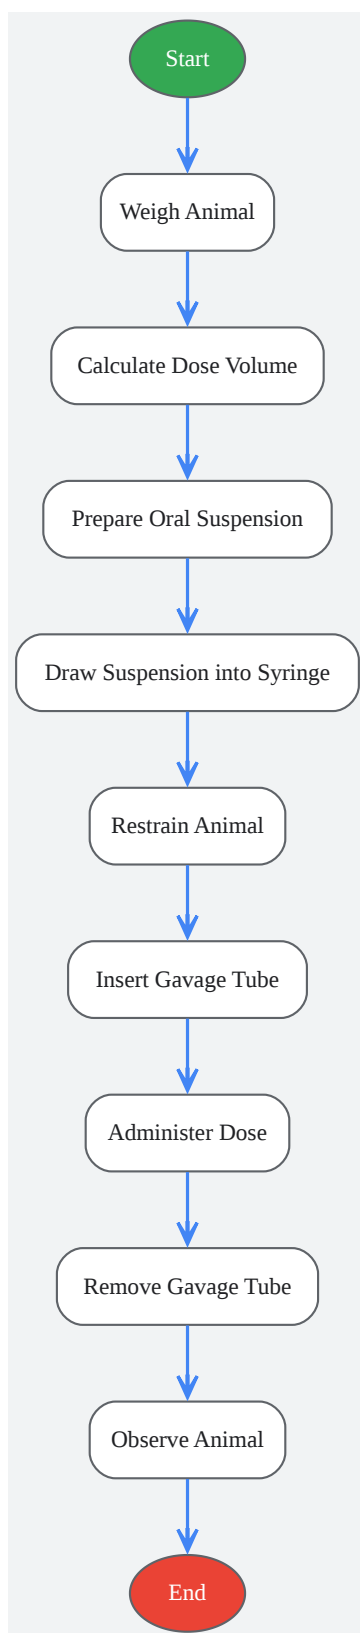 Start
Weigh Animal
Calculate Dose Volume
Prepare Oral Suspension
Draw Suspension into Syringe
Restrain Animal
Insert Gavage Tube
Administer Dose
Remove Gavage Tube
Observe Animal
End